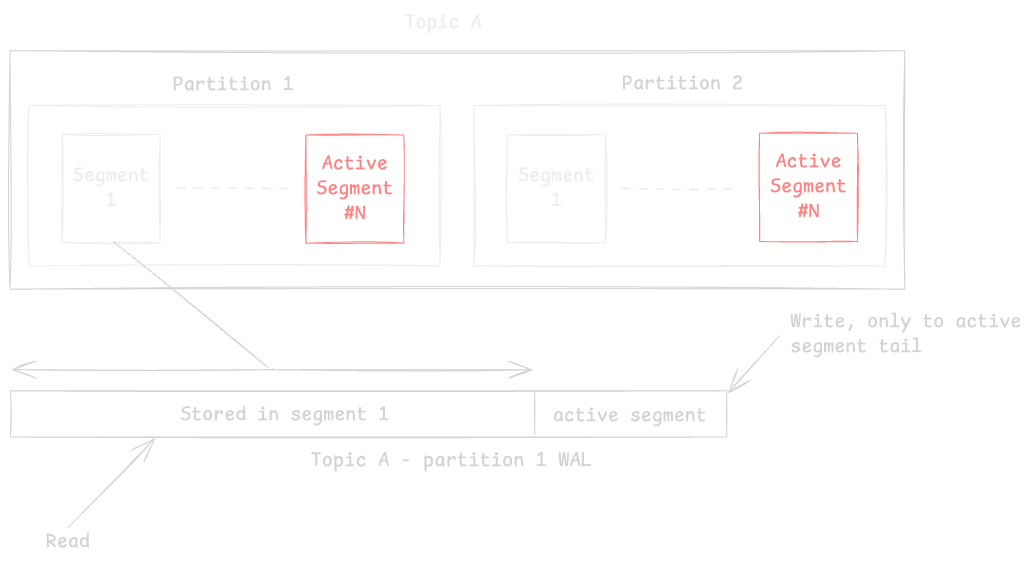 Topic A
Partition 1
Partition 2
Segment
1
Active
Segment
#N
Segment
1
Active
Segment
#N
Write, only to active
segment tail
Stored in segment 1
active segment
Topic A - partition 1 WAL
Read